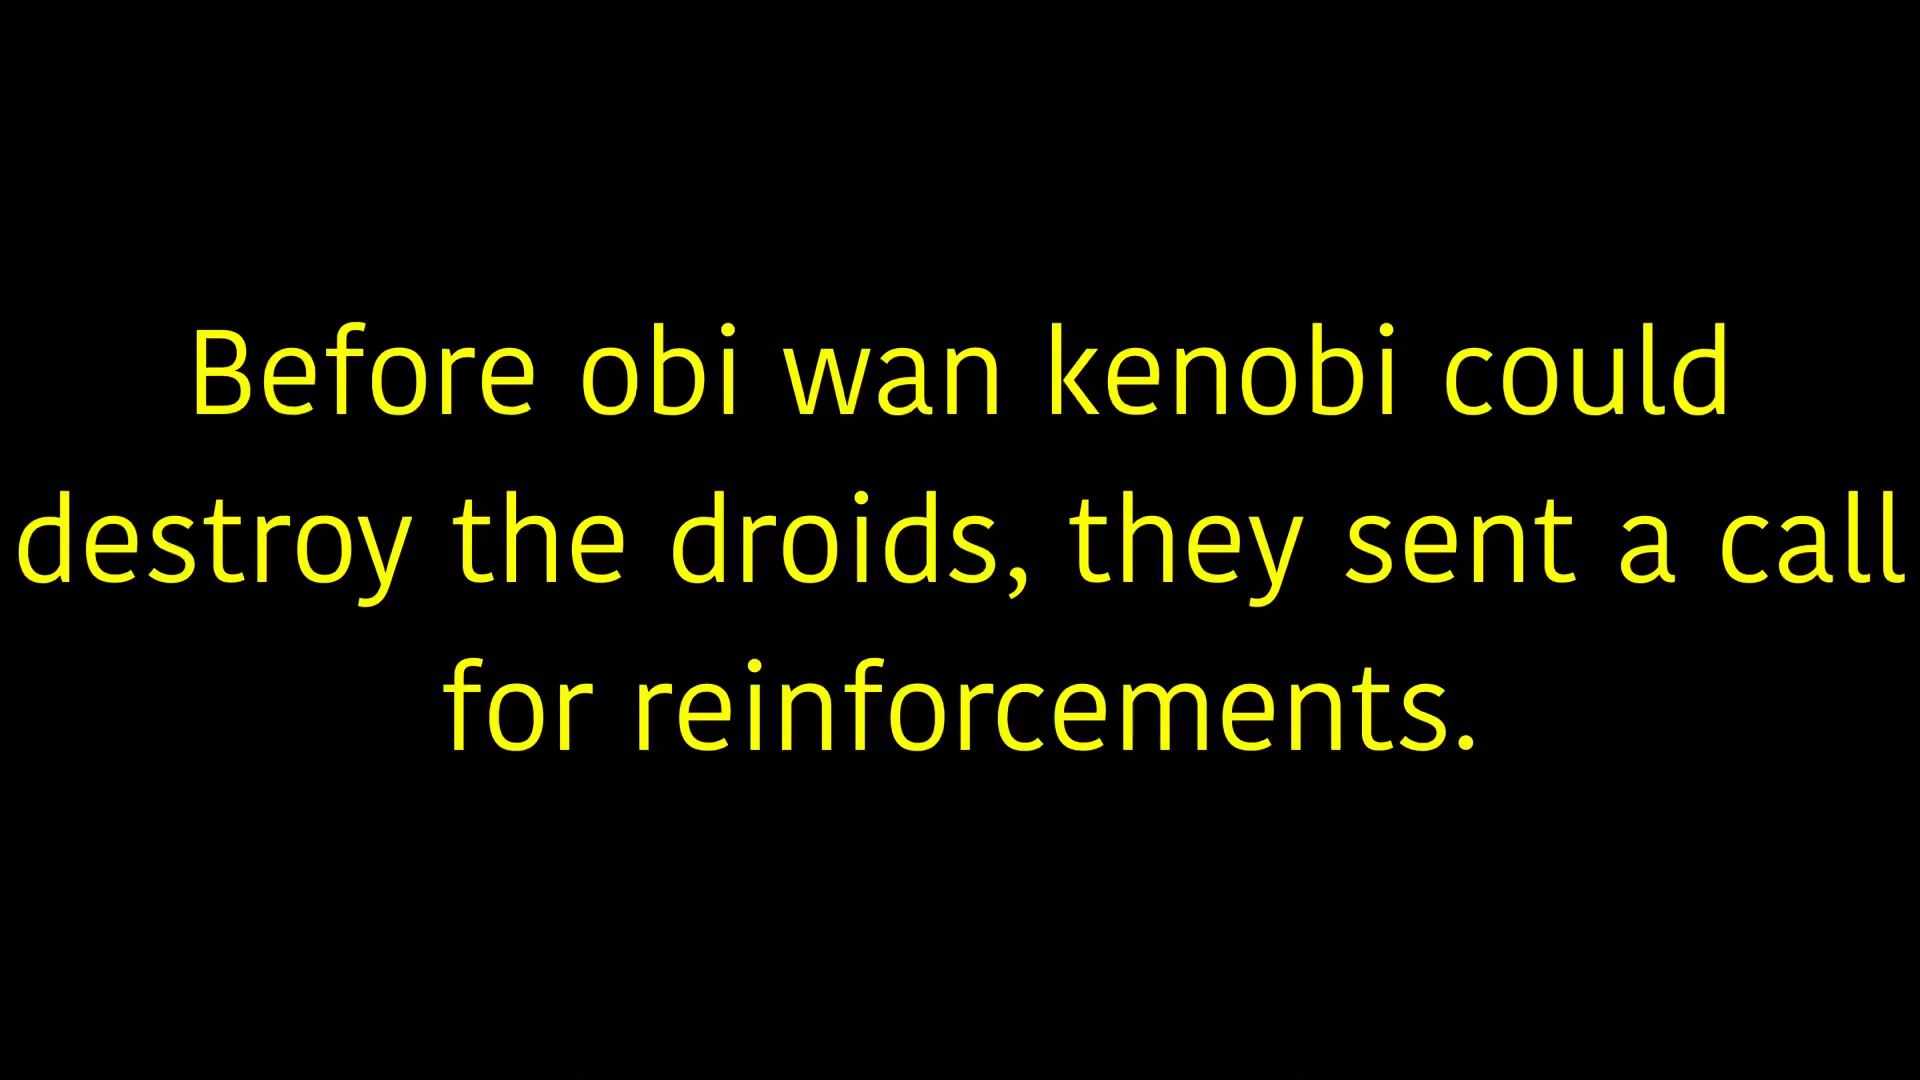 Before obi wan kenobi could
destroy the droids, they sent a call
for reinforcements.